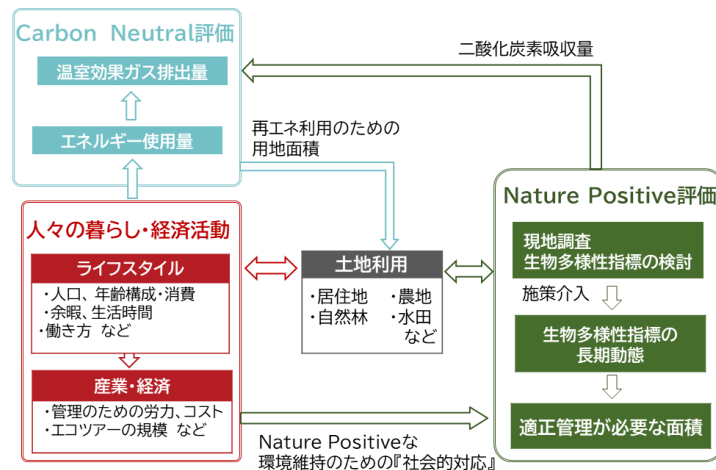 Carbon Neutral評価
温室効果ガス排出量
エネルギー使用量
二酸化炭素吸収量
再エネ利用のための
用地面積
人々の暮らし・経済活動
ライフスタイル
・人口、年齢構成・消費
・余暇、生活時間
・働き方 など
産業・経済
・管理のための労力、コスト
・エコツアーの規模 など
土地利用
・居住地 ・農地
・自然林 ・水田
など
Nature Positive評価
現地調査
生物多様性指標の検討
施策介入
生物多様性指標の
長期動態
適正管理が必要な面積
Nature Positiveな
環境維持のための『社会的対応』